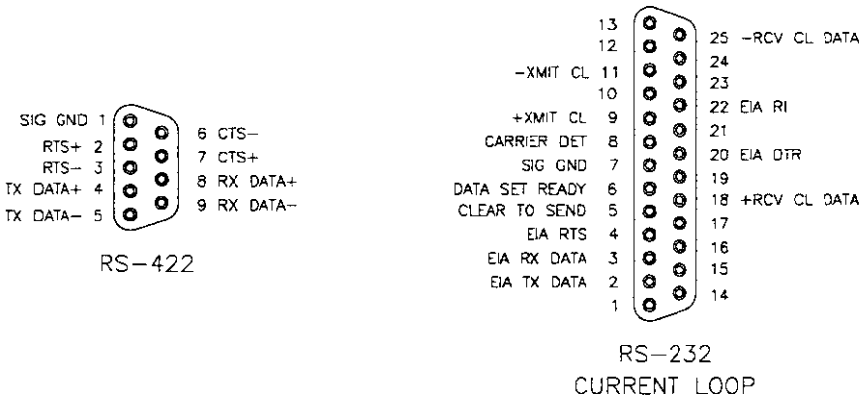 SIG GND 1
RTS+ 2
RTS- 3
TX DATA+ 4
TX DATA- 5
6 CTS-
7 CTS+
8 RX DATA+
9 RX DATA-
RS-422
13
12
-XMIT CL 11
10
+XMIT CL 9
CARRIER DET 8
SIG GND 7
DATA SET READY 6
CLEAR TO SEND 5
EIA RTS 4
EIA RX DATA 3
EIA TX DATA 2
1
25 -RCV CL DATA
24
23
22 EIA RI
21
20 EIA DTR
19
18 +RCV CL DATA
17
16
15
14
RS-232
CURRENT LOOP